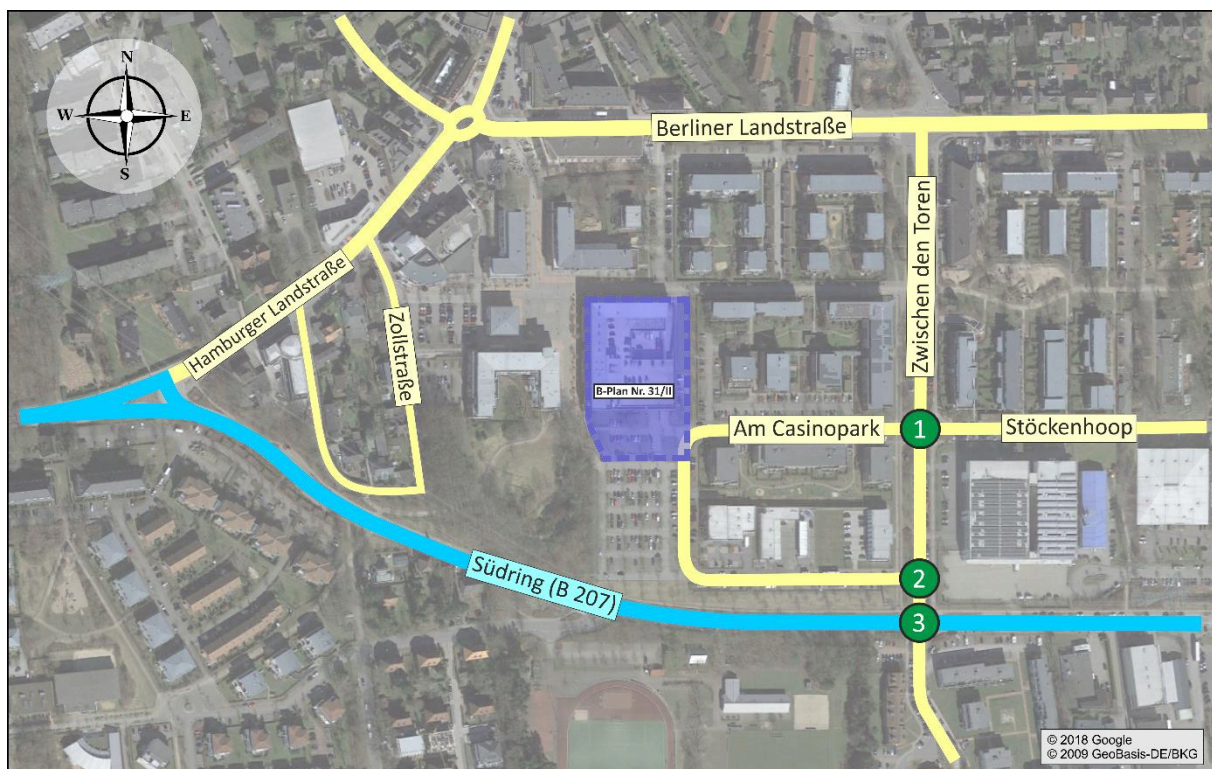 N
W E
S
Berliner Landstraße
Hamburger Landstraße
Zollstraße
Zwischen den Toren
B-Plan Nr. 31/II
Am Casinopark
1
Stöckenhoop
Südring (B 207)
2
3
© 2018 Google
© 2009 GeoBasis-DE/BKG